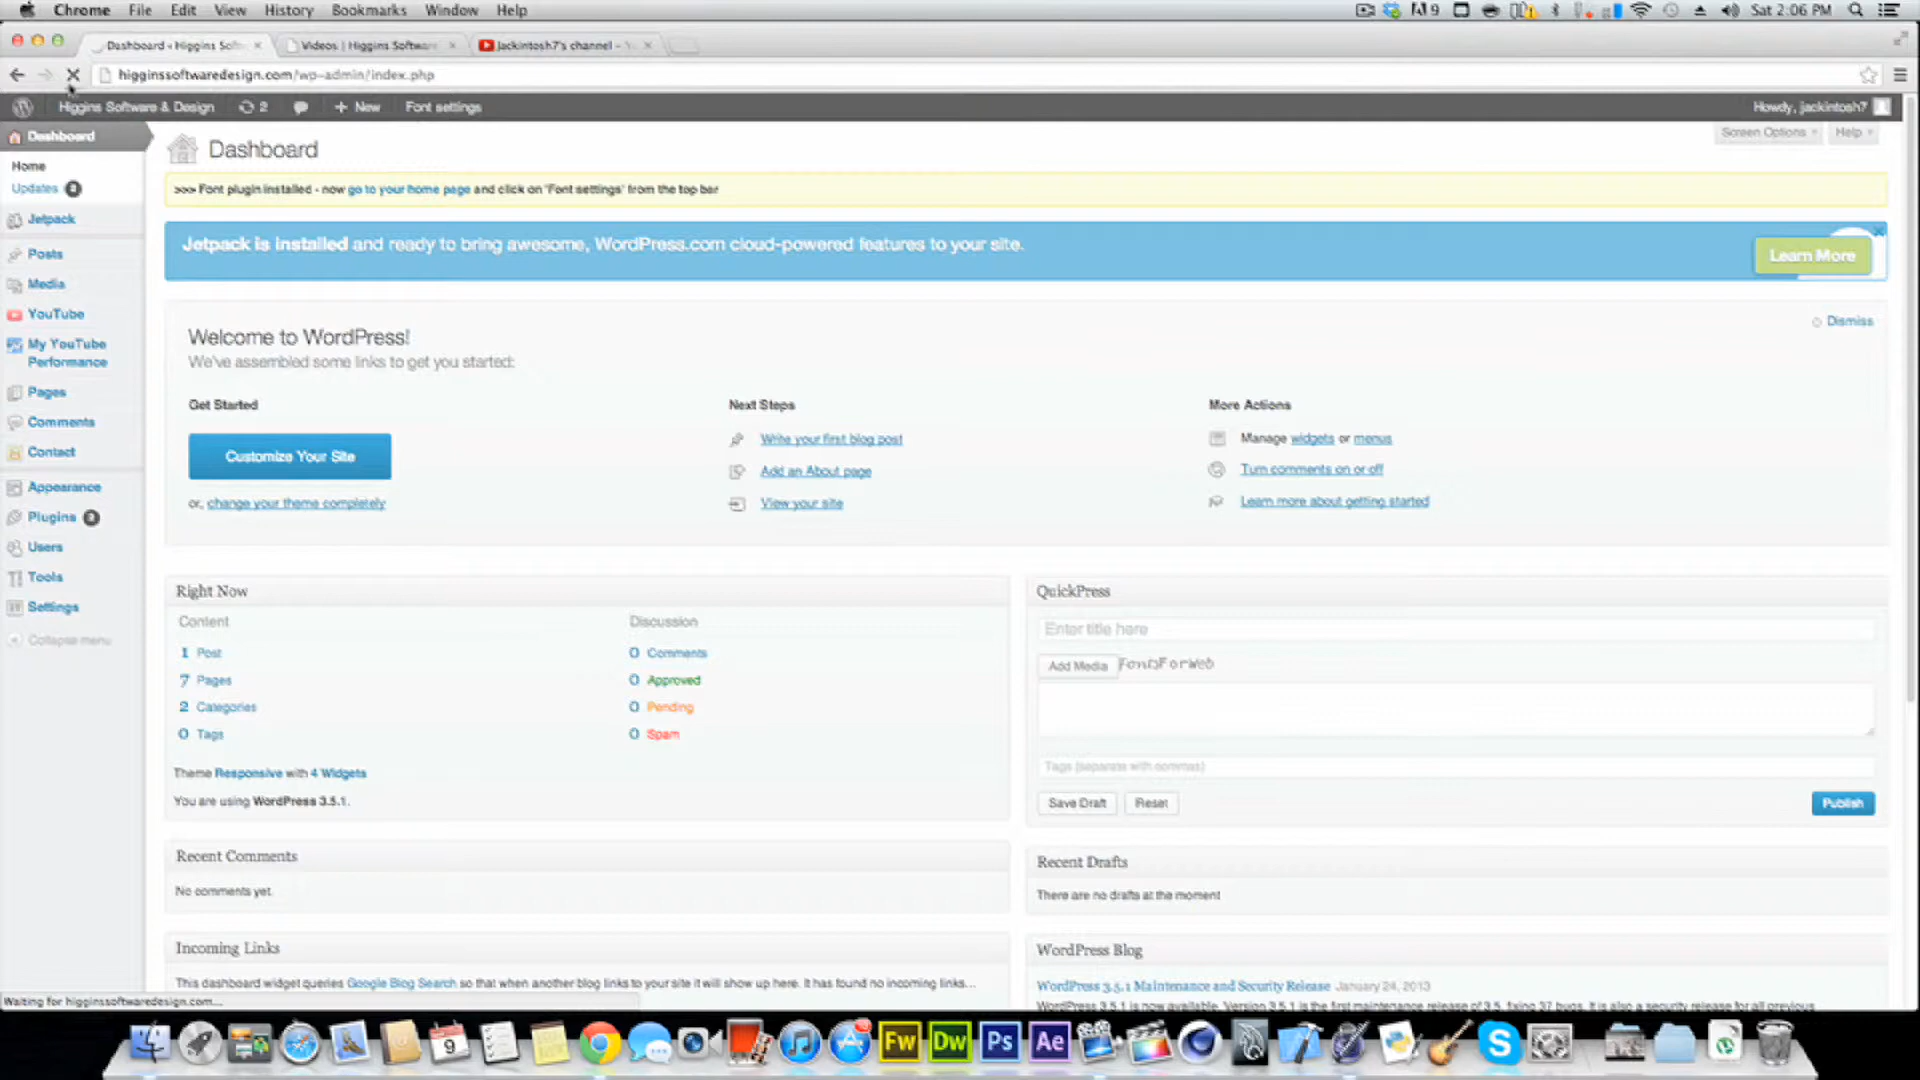 Chrome File Edit View History Bookmarks Window Help 9 Sat 2:06 PM
Dashboard ‹ Higgins Softw Videos | Higgins Software Jackintosh7's channel - Y
higginssoftwaredesign.com/wp-admin/index.php
Higgins Software & Design 2 + New Font settings Howdy, jackintosh7
Dashboard
Home
Updates 2
Jetpack
Posts
Media
YouTube
My YouTube
Performance
Pages
Comments
Contact
Appearance
Plugins 2
Users
Tools
Settings
Collapse menu
Screen Options Help
Dashboard
>>> Font plugin installed - now go to your home page and click on 'Font settings' from the top bar
Jetpack is installed and ready to bring awesome, WordPress.com cloud-powered features to your site.
Learn More
Welcome to WordPress!
We've assembled some links to get you started:
Dismiss
Get Started
Customize Your Site
or, change your theme completely
Next Steps
Write your first blog post
Add an About page
View your site
More Actions
Manage widgets or menus
Turn comments on or off
Learn more about getting started
Right Now
Content
1 Post
7 Pages
2 Categories
0 Tags
Discussion
0 Comments
0 Approved
0 Pending
0 Spam
Theme Responsive with 4 Widgets
You are using WordPress 3.5.1.
QuickPress
Enter title here
Add Media FontsForWeb
Tags (separate with commas)
Save Draft Reset Publish
Recent Comments
No comments yet.
Recent Drafts
There are no drafts at the moment
Incoming Links
This dashboard widget queries Google Blog Search so that when another blog links to your site it will show up here. It has found no incoming links...
WordPress Blog
WordPress 3.5.1 Maintenance and Security Release January 24, 2013
WordPress 3.5.1 is now available. Version 3.5.1 is the first maintenance release of 3.5, fixing 37 bugs. It is also a security release for all previous
Waiting for higginssoftwaredesign.com...
9 Fw Dw Ps Ae